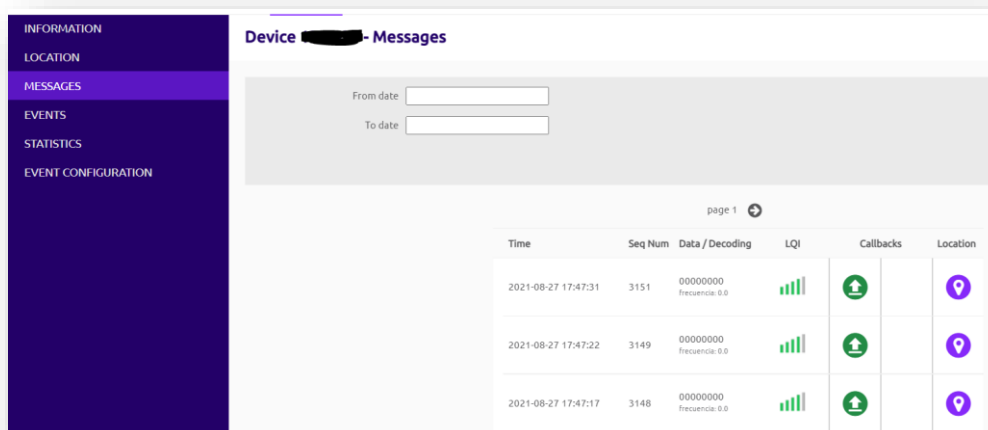 INFORMATION
LOCATION
MESSAGES
EVENTS
STATISTICS
EVENT CONFIGURATION
Device - Messages
From date
To date
page 1
Time Seq Num Data / Decoding LQI Callbacks Location
2021-08-27 17:47:31 3151 00000000
frecuencia: 0.0
2021-08-27 17:47:22 3149 00000000
frecuencia: 0.0
2021-08-27 17:47:17 3148 00000000
frecuencia: 0.0